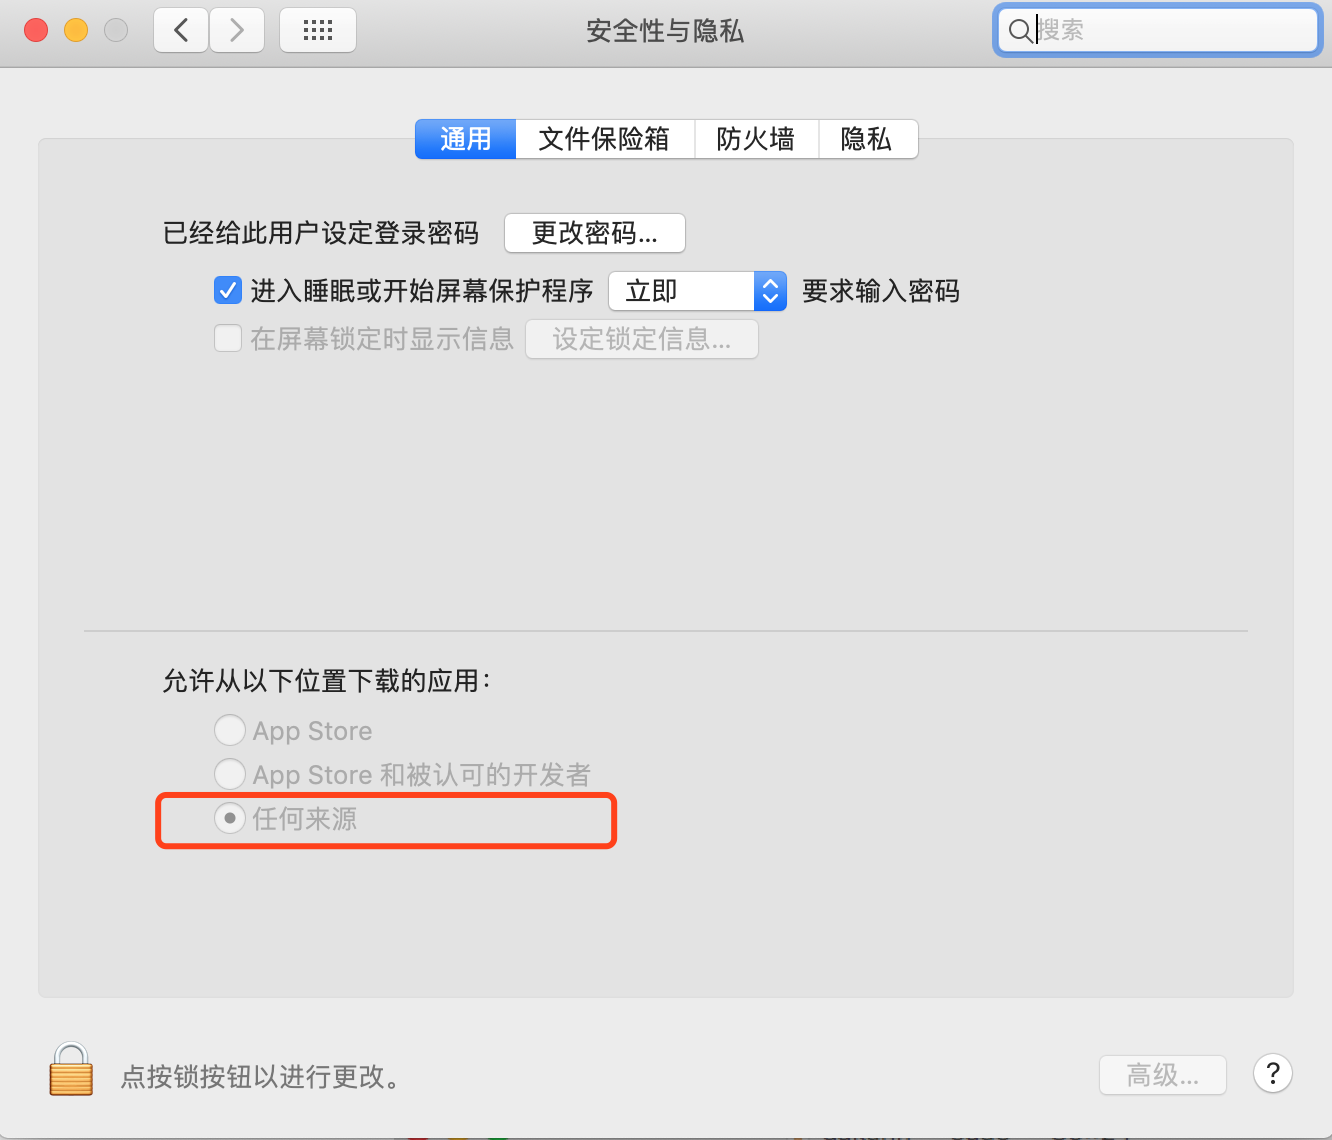 安全性与隐私
搜索
通用 文件保险箱 防火墙 隐私
已经给此用户设定登录密码 更改密码...
进入睡眠或开始屏幕保护程序 立即 要求输入密码
在屏幕锁定时显示信息 设定锁定信息...
允许从以下位置下载的应用：
App Store
App Store 和被认可的开发者
任何来源
点按锁按钮以进行更改。
高级... ?